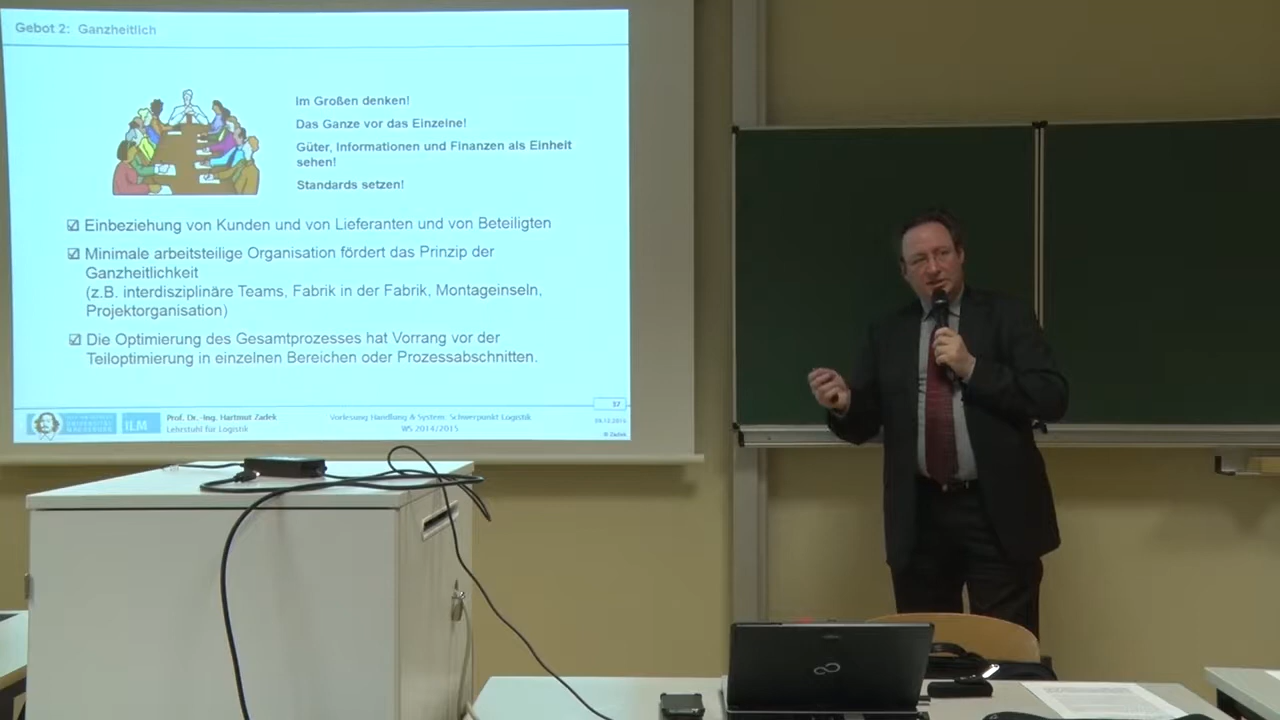 Gebot 2: Ganzheitlich
Im Großen denken!
Das Ganze vor das Einzelne!
Güter, Informationen und Finanzen als Einheit
sehen!
Standards setzen!
Einbeziehung von Kunden und von Lieferanten und von Beteiligten
Minimale arbeitsteilige Organisation fördert das Prinzip der
Ganzheitlichkeit
(z.B. interdisziplinäre Teams, Fabrik in der Fabrik, Montageinseln,
Projektorganisation)
Die Optimierung des Gesamtprozesses hat Vorrang vor der
Teiloptimierung in einzelnen Bereichen oder Prozessabschnitten.
37
UNIVERSITÄT
MAGDEBURG
ILM
Prof. Dr.-Ing. Hartmut Zadek
Lehrstuhl für Logistik
Vorlesung Handlung & System: Schwerpunkt Logistik
WS 2014/2015
© Zadek